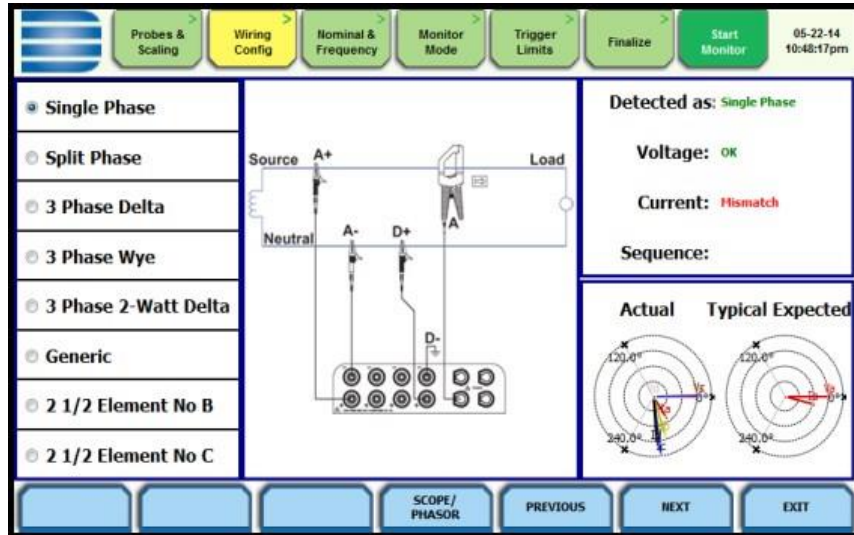 Probes &
Scaling
Wiring
Config
Nominal &
Frequency
Monitor
Mode
Trigger
Limits
Finalize
Start
Monitor
05-22-14
10:48:17pm
Single Phase
Split Phase
3 Phase Delta
3 Phase Wye
3 Phase 2-Watt Delta
Generic
2 1/2 Element No B
2 1/2 Element No C
Source
A+
Load
A
Neutral
A-
D+
D-
Detected as: Single Phase
Voltage: OK
Current: Mismatch
Sequence:
Actual
Typical Expected
120.0°
0°
240.0°
120.0°
0°
240.0°
SCOPE/
PHASOR
PREVIOUS
NEXT
EXIT